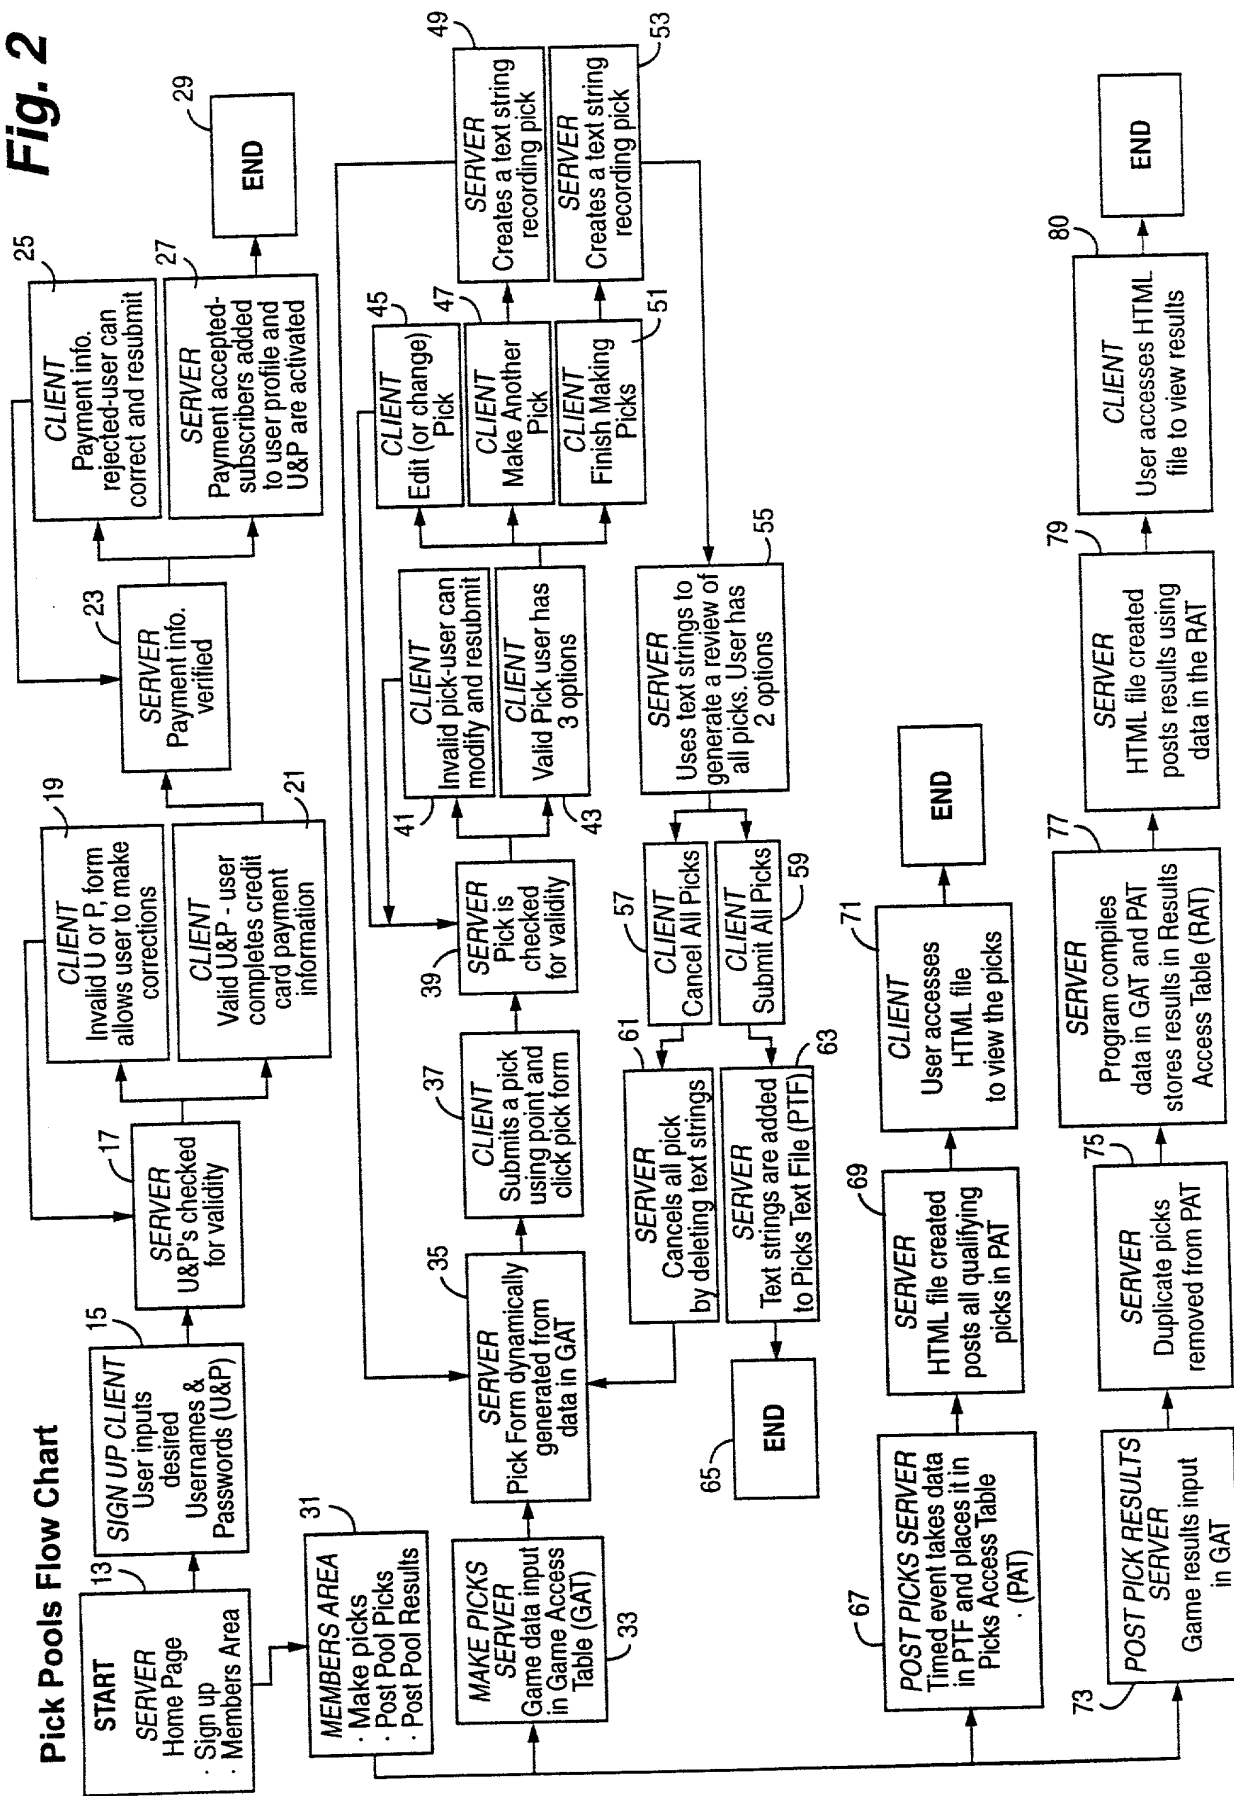 Fig. 2
Pick Pools Flow Chart
13
START
SERVER
Home Page
· Sign up
· Members Area
15
SIGN UP CLIENT
User inputs
desired
Usernames &
Passwords (U&P)
17
SERVER
U&P's checked
for validity
19
CLIENT
Invalid U or P, form
allows user to make
corrections
21
CLIENT
Valid U&P - user
completes credit
card payment
information
23
SERVER
Payment info.
verified
25
CLIENT
Payment info.
rejected-user can
correct and resubmit
27
SERVER
Payment accepted-
subscribers added
to user profile and
U&P are activated
29
END
31
MEMBERS AREA
· Make picks
· Post Pool Picks
· Post Pool Results
33
MAKE PICKS
SERVER
Game data input
in Game Access
Table (GAT)
35
SERVER
Pick Form dynamically
generated from
data in GAT
37
CLIENT
Submits a pick
using point and
click pick form
39
SERVER
Pick is
checked
for validity
41
CLIENT
Invalid pick-user can
modify and resubmit
43
CLIENT
Valid Pick user has
3 options
45
CLIENT
Edit (or change)
Pick
47
CLIENT
Make Another
Pick
49
SERVER
Creates a text string
recording pick
51
CLIENT
Finish Making
Picks
53
SERVER
Creates a text string
recording pick
55
SERVER
Uses text strings to
generate a review of
all picks. User has
2 options
57
CLIENT
Cancel All Picks
59
CLIENT
Submit All Picks
61
SERVER
Cancels all pick
by deleting text strings
63
SERVER
Text strings are added
to Picks Text File (PTF)
65
END
67
POST PICKS SERVER
Timed event takes data
in PTF and places it in
Picks Access Table
· (PAT)
69
SERVER
HTML file created
posts all qualifying
picks in PAT
71
CLIENT
User accesses
HTML file
to view the picks
END
73
POST PICK RESULTS
SERVER
Game results input
in GAT
75
SERVER
Duplicate picks
removed from PAT
77
SERVER
Program compiles
data in GAT and PAT
stores results in Results
Access Table (RAT)
79
SERVER
HTML file created
posts results using
data in the RAT
80
CLIENT
User accesses HTML
file to view results
END